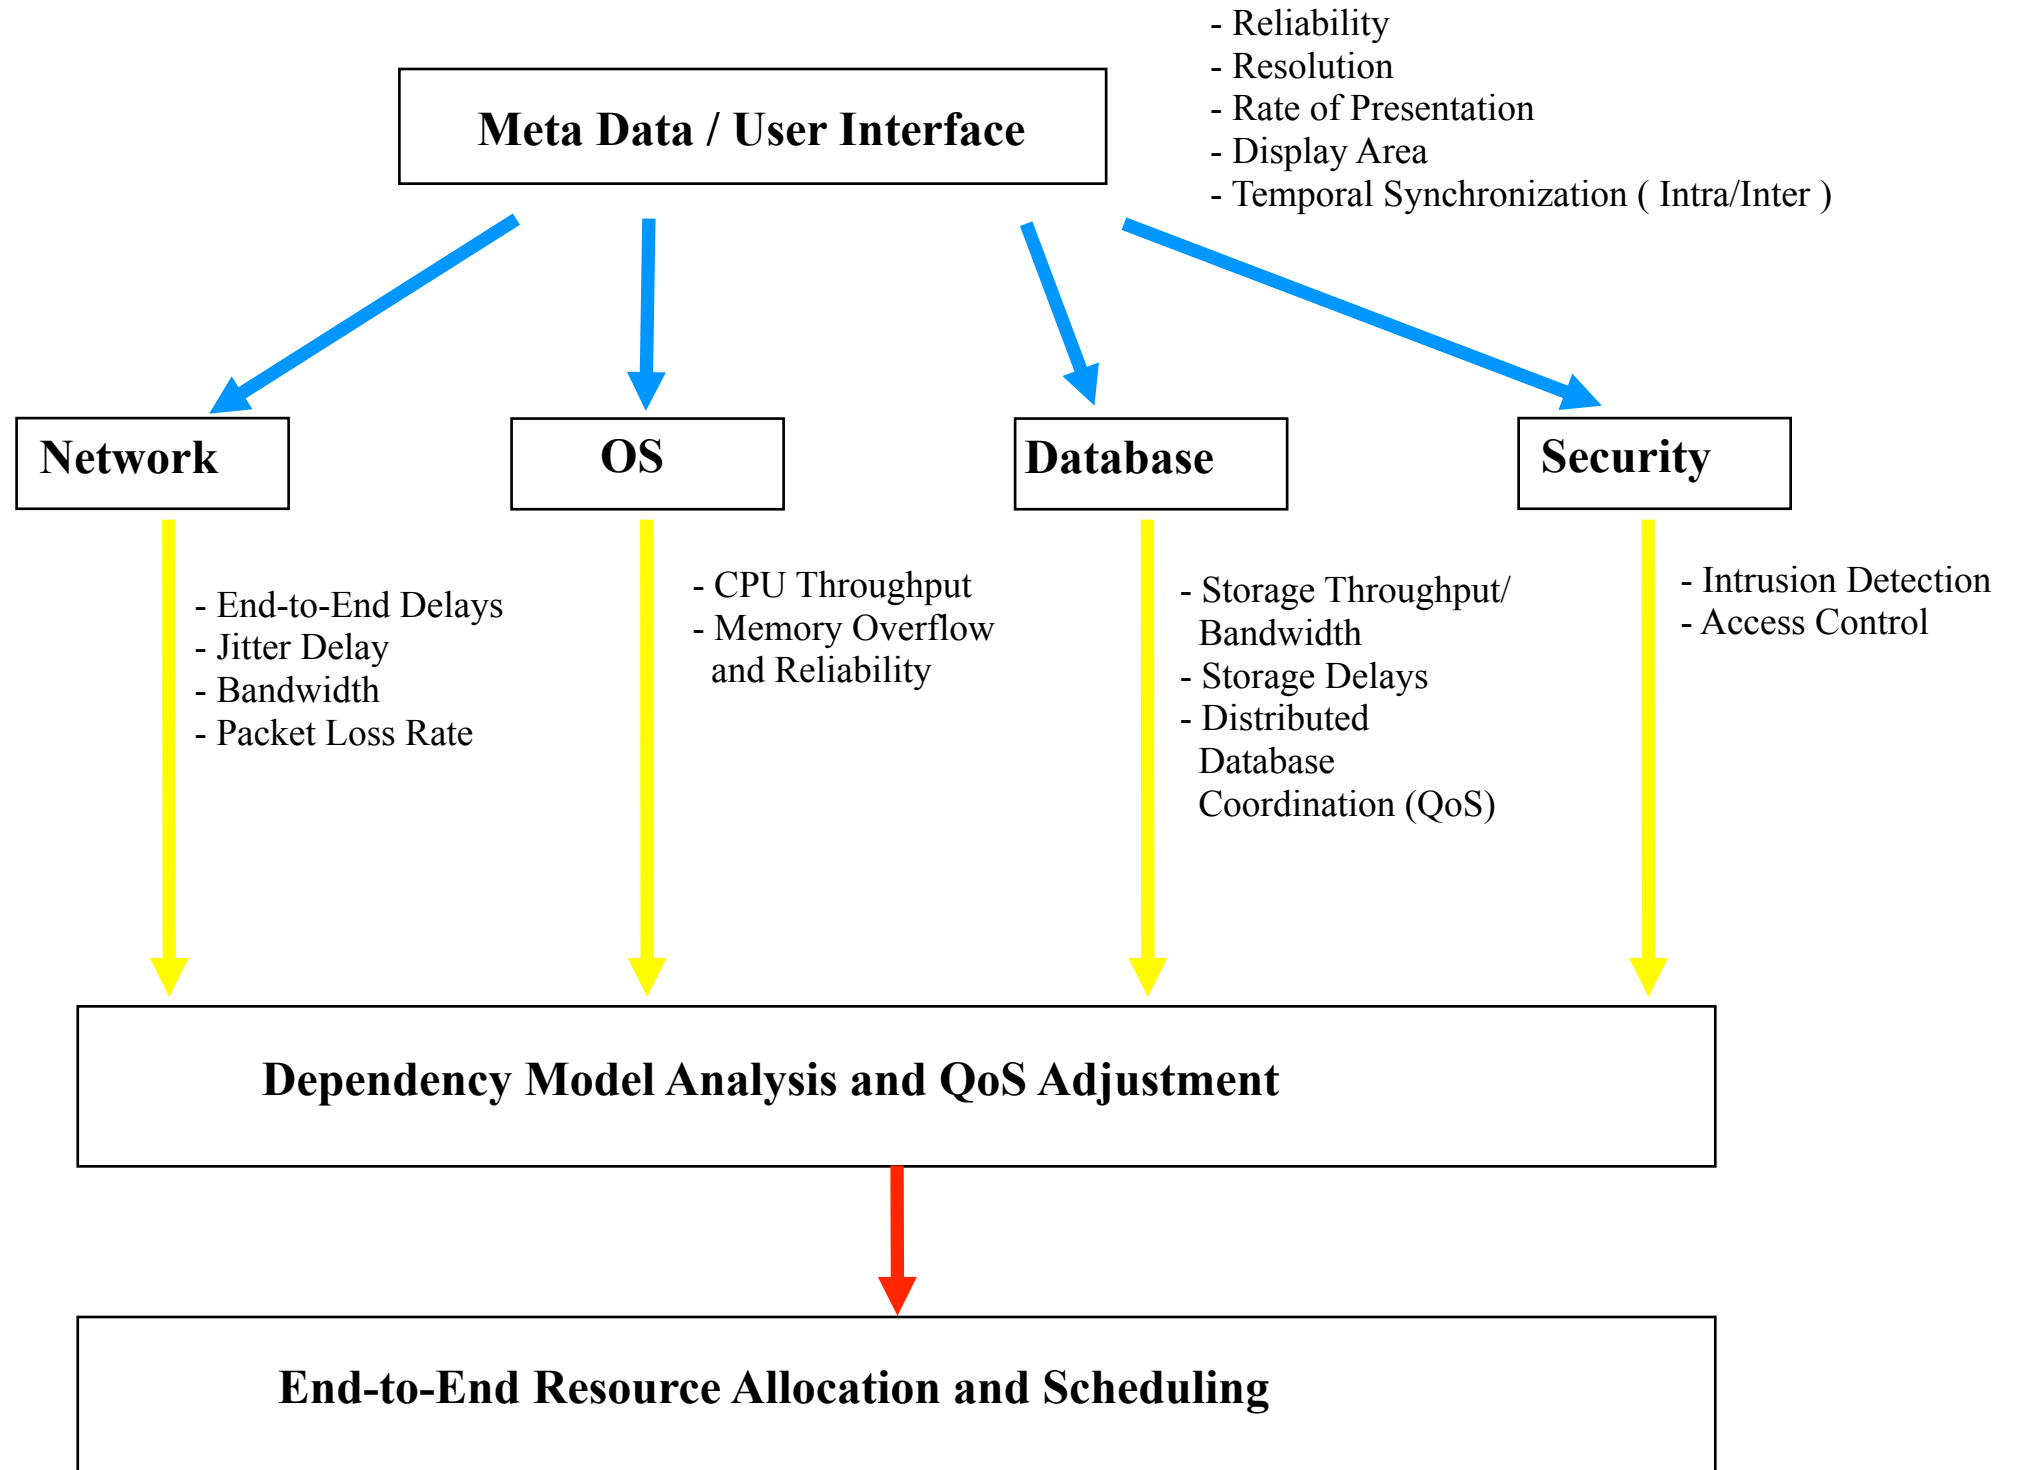 - Reliability
- Resolution
- Rate of Presentation
- Display Area
- Temporal Synchronization ( Intra/Inter )
Meta Data / User Interface
Network
OS
Database
Security
- End-to-End Delays
- Jitter Delay
- Bandwidth
- Packet Loss Rate
- CPU Throughput
- Memory Overflow
and Reliability
- Storage Throughput/
Bandwidth
- Storage Delays
- Distributed
Database
Coordination (QoS)
- Intrusion Detection
- Access Control
Dependency Model Analysis and QoS Adjustment
End-to-End Resource Allocation and Scheduling